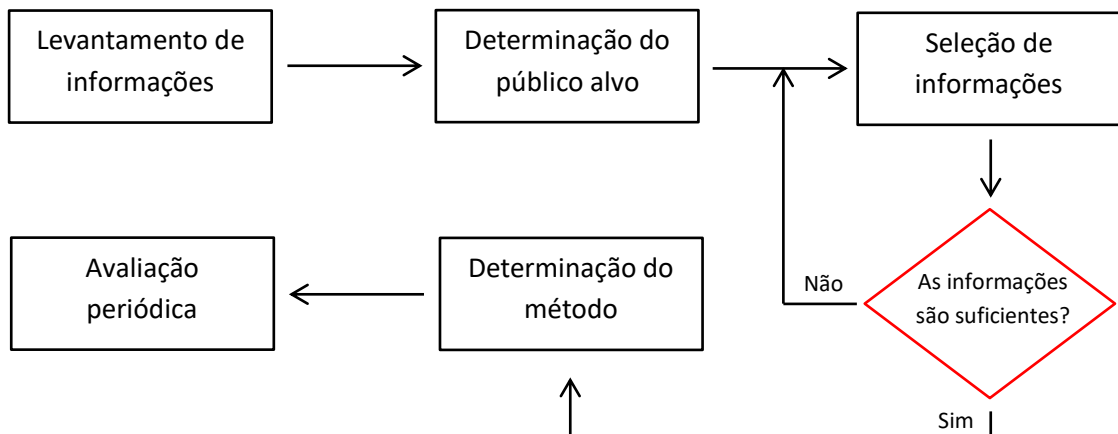 Levantamento de
informações
Determinação do
público alvo
Seleção de
informações
Avaliação
periódica
Determinação do
método
Não
As informações
são suficientes?
Sim